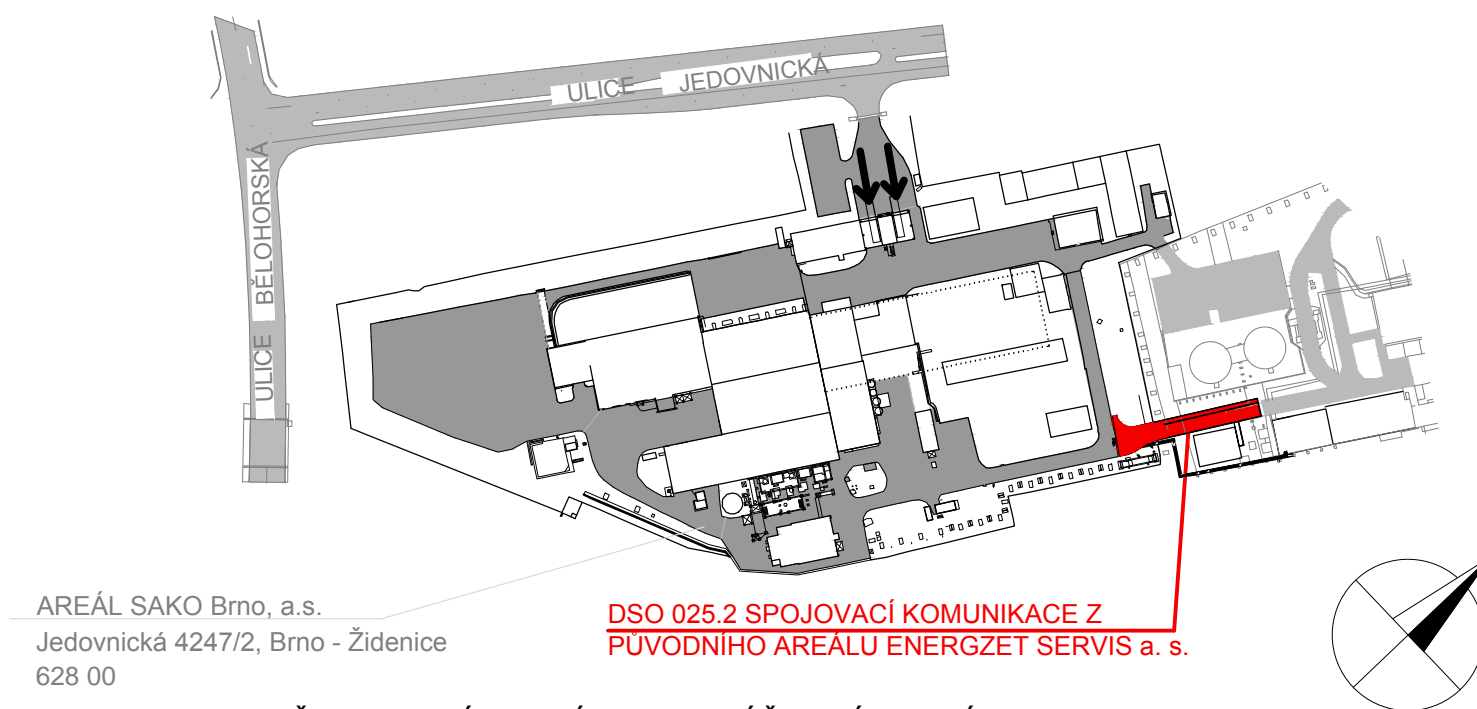 ULICE JEDOVNICKÁ
ULICE BĚLOHORSKÁ
AREÁL SAKO Brno, a.s.
Jedovnická 4247/2, Brno - Židenice
628 00
DSO 025.2 SPOJOVACÍ KOMUNIKACE Z
PŮVODNÍHO AREÁLU ENERGZET SERVIS a. s.